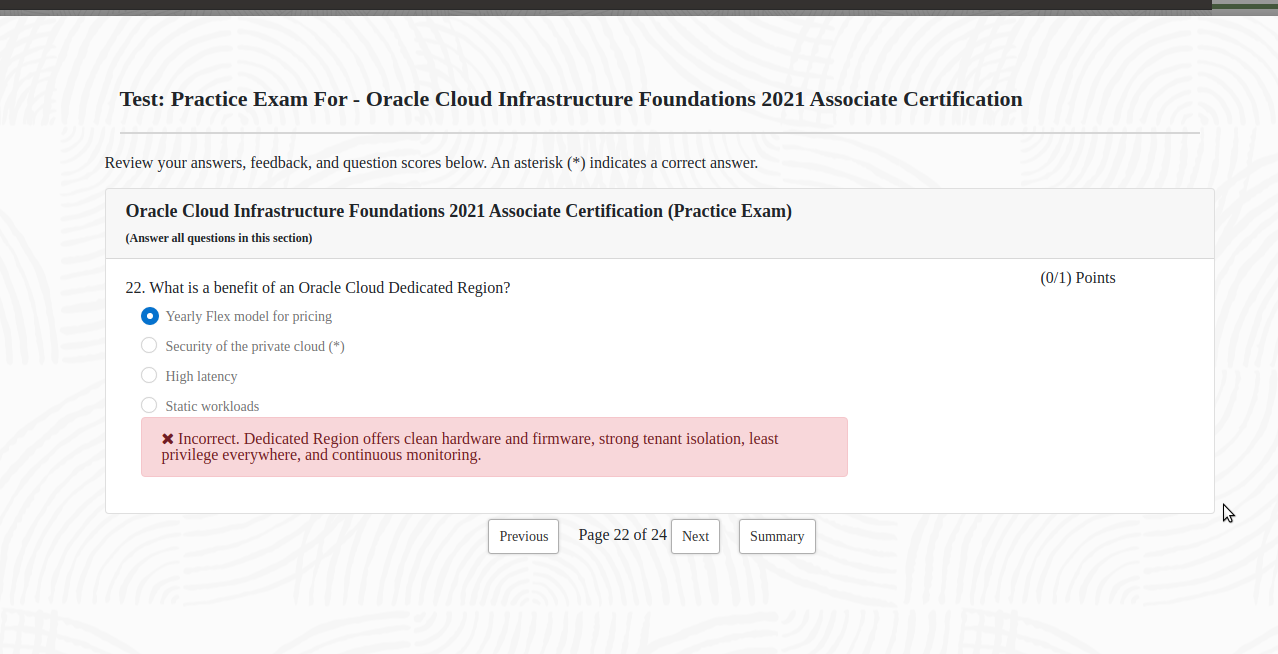 Test: Practice Exam For - Oracle Cloud Infrastructure Foundations 2021 Associate Certification
Review your answers, feedback, and question scores below. An asterisk (*) indicates a correct answer.
Oracle Cloud Infrastructure Foundations 2021 Associate Certification (Practice Exam)
(Answer all questions in this section)
(0/1) Points
22. What is a benefit of an Oracle Cloud Dedicated Region?
Yearly Flex model for pricing
Security of the private cloud (*)
High latency
Static workloads
✖ Incorrect. Dedicated Region offers clean hardware and firmware, strong tenant isolation, least
privilege everywhere, and continuous monitoring.
Previous Page 22 of 24 Next Summary